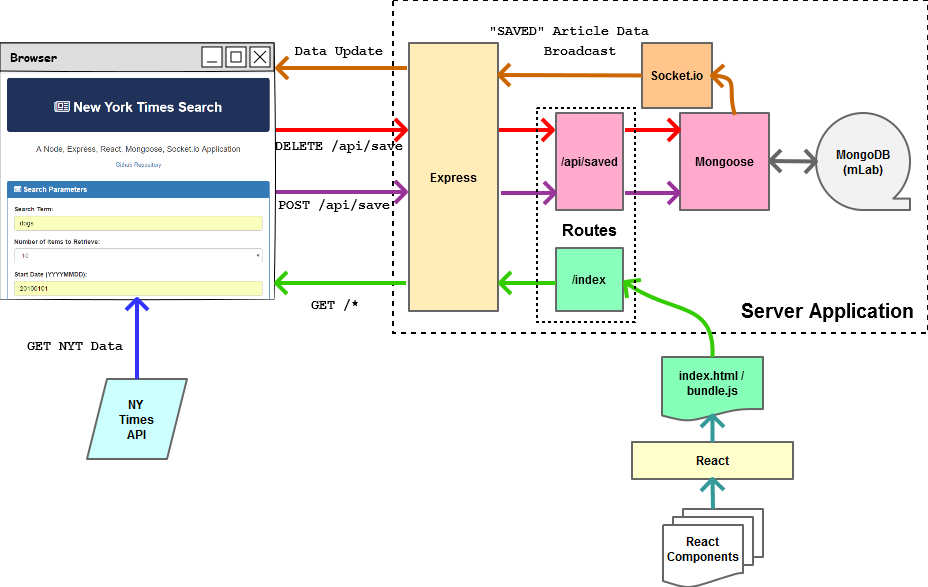 "SAVED" Article Data
Broadcast
Data Update
Browser
New York Times Search
A Node, Express, React, Mongoose, Socket.io Application
Github Repository
Search Parameters
Search Term:
dogs
Number of Items to Retrieve:
10
Start Date (YYYYMMDD):
20100101
DELETE /api/save
POST /api/save
GET /*
GET NYT Data
NY
Times
API
Express
Socket.io
/api/saved
Mongoose
MongoDB
(mLab)
Routes
/index
Server Application
index.html /
bundle.js
React
React
Components